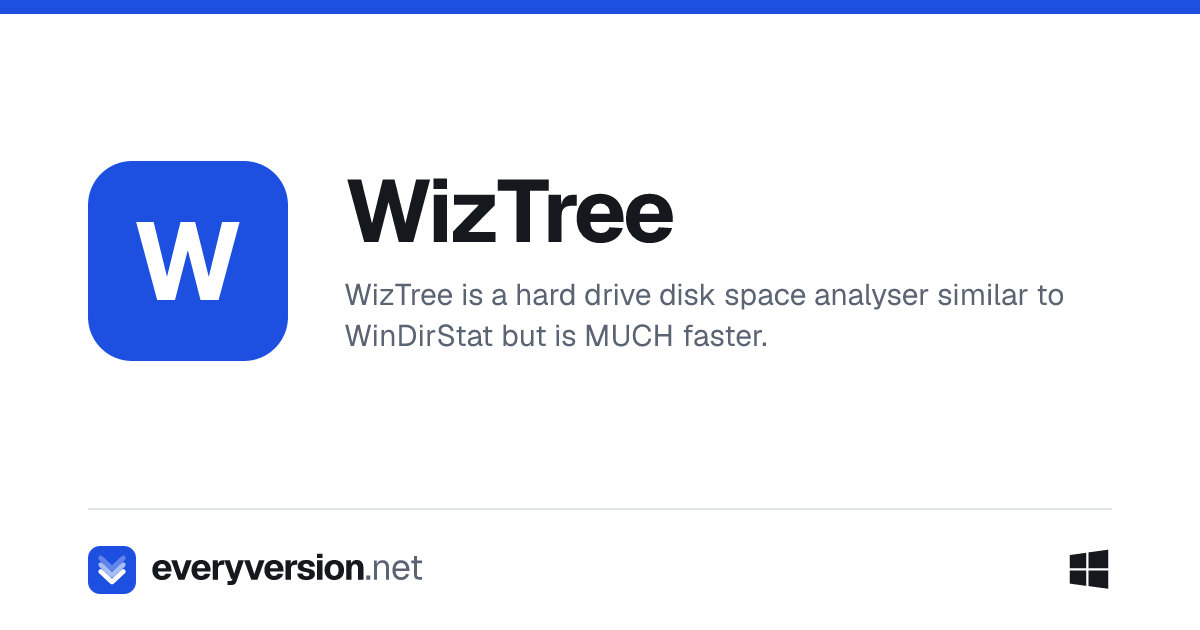 W
WizTree
WizTree is a hard drive disk space analyser similar to
WinDirStat but is MUCH faster.
everyversion.net